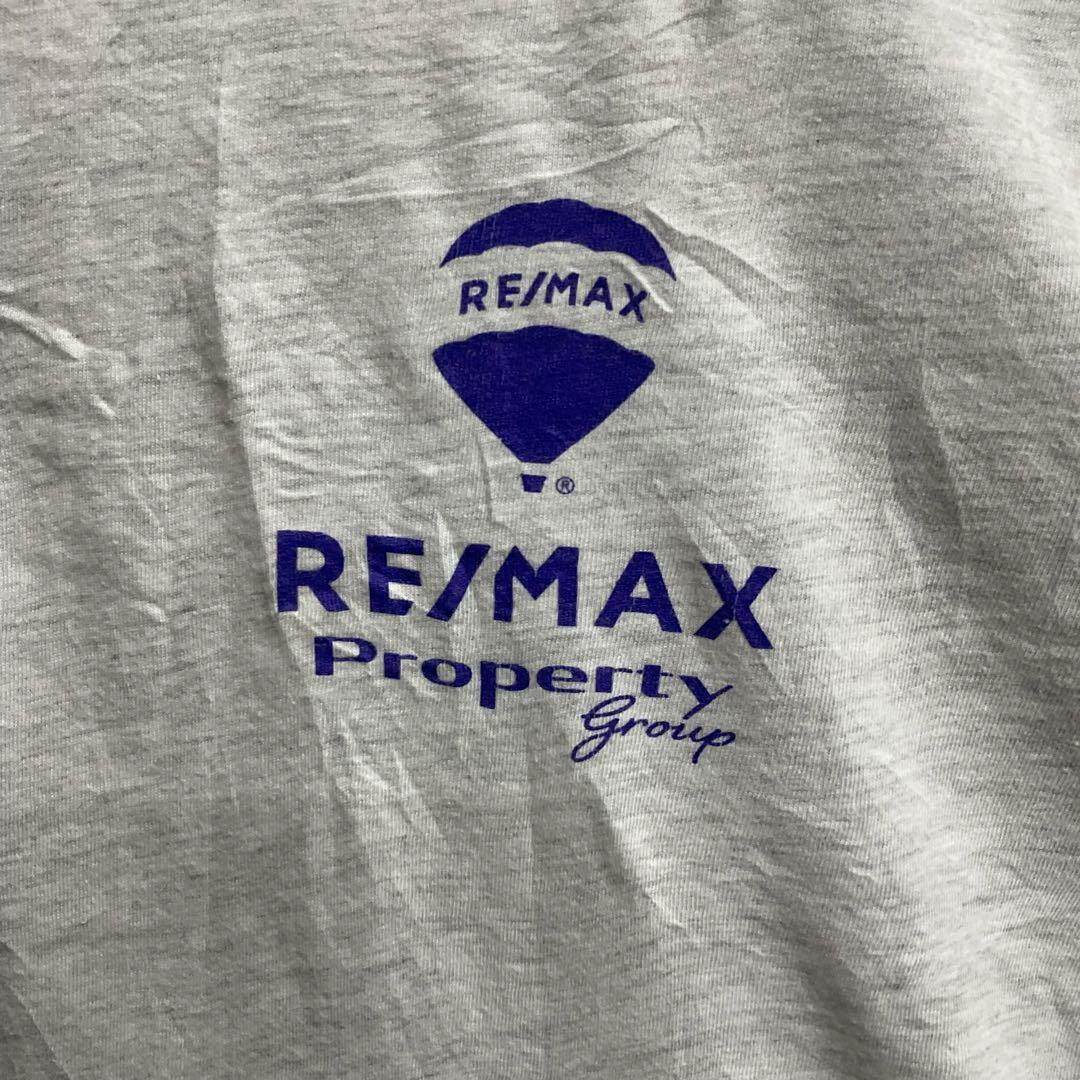 RE/MAX
®
RE/MAX
Property
Group